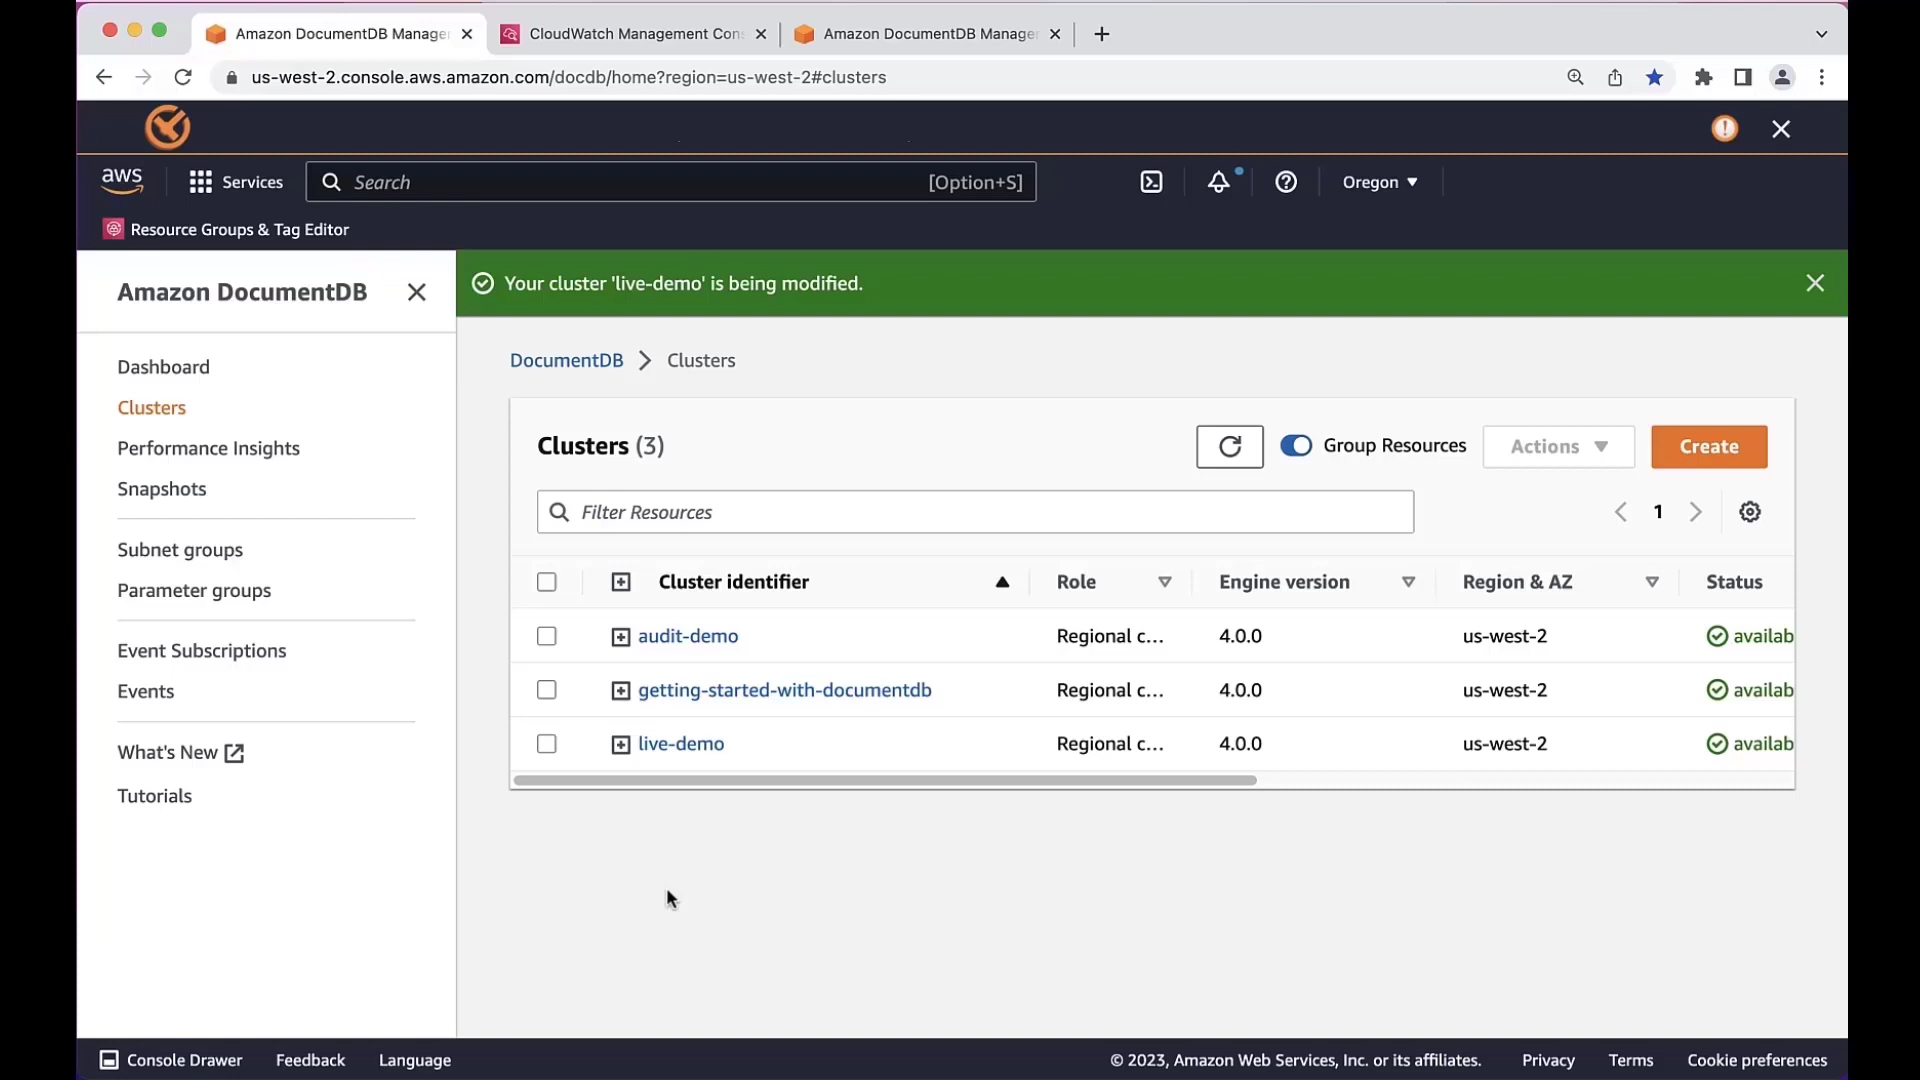 Amazon DocumentDB Manage
CloudWatch Management Con
Amazon DocumentDB Manage
us-west-2.console.aws.amazon.com/docdb/home?region=us-west-2#clusters
aws
Services
Search
[Option+S]
Oregon
Resource Groups & Tag Editor
Amazon DocumentDB
Dashboard
Clusters
Performance Insights
Snapshots
Subnet groups
Parameter groups
Event Subscriptions
Events
What's New
Tutorials
Your cluster 'live-demo' is being modified.
DocumentDB > Clusters
Clusters (3)
Group Resources
Actions
Create
Filter Resources
1
Cluster identifier Role Engine version Region & AZ Status
audit-demo Regional c... 4.0.0 us-west-2 availab
getting-started-with-documentdb Regional c... 4.0.0 us-west-2 availab
live-demo Regional c... 4.0.0 us-west-2 availab
Console Drawer Feedback Language © 2023, Amazon Web Services, Inc. or its affiliates. Privacy Terms Cookie preferences